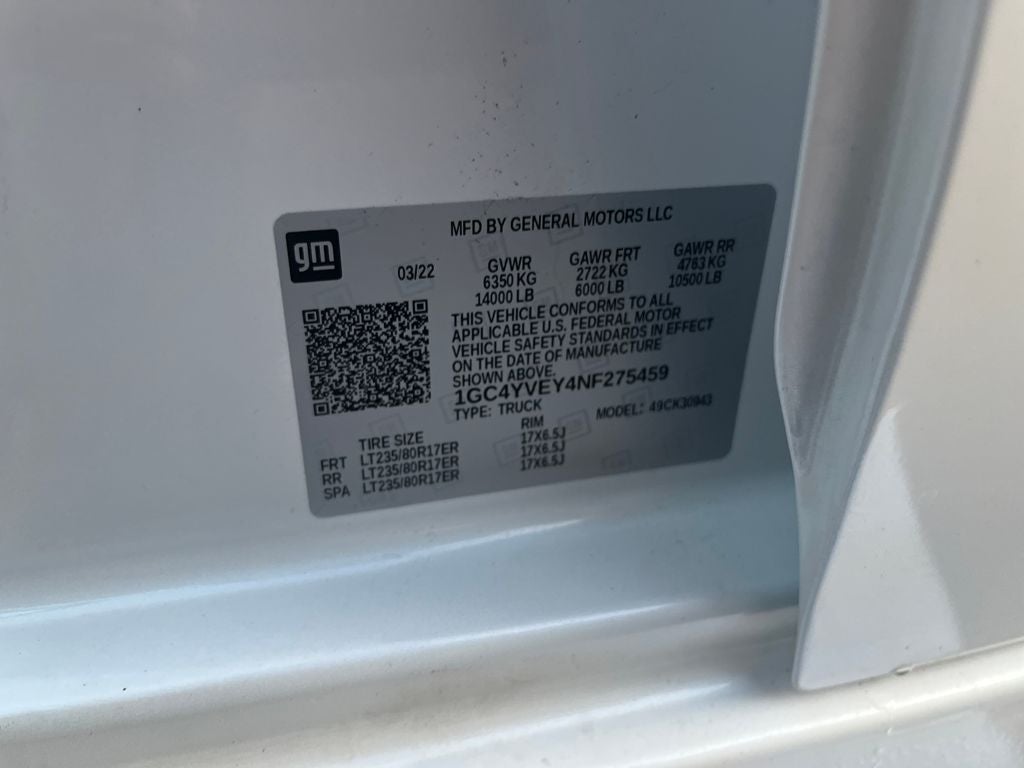 gm
MFD BY GENERAL MOTORS LLC
03/22
GVWR
6350 KG
14000 LB
GAWR FRT
2722 KG
6000 LB
GAWR RR
4763 KG
10500 LB
THIS VEHICLE CONFORMS TO ALL
APPLICABLE U.S. FEDERAL MOTOR
VEHICLE SAFETY STANDARDS IN EFFECT
ON THE DATE OF MANUFACTURE
SHOWN ABOVE.
1GC4YVEY4NF275459
TYPE: TRUCK MODEL: 49CK30943
TIRE SIZE RIM
FRT LT235/80R17ER 17X6.5J
RR LT235/80R17ER 17X6.5J
SPA LT235/80R17ER 17X6.5J